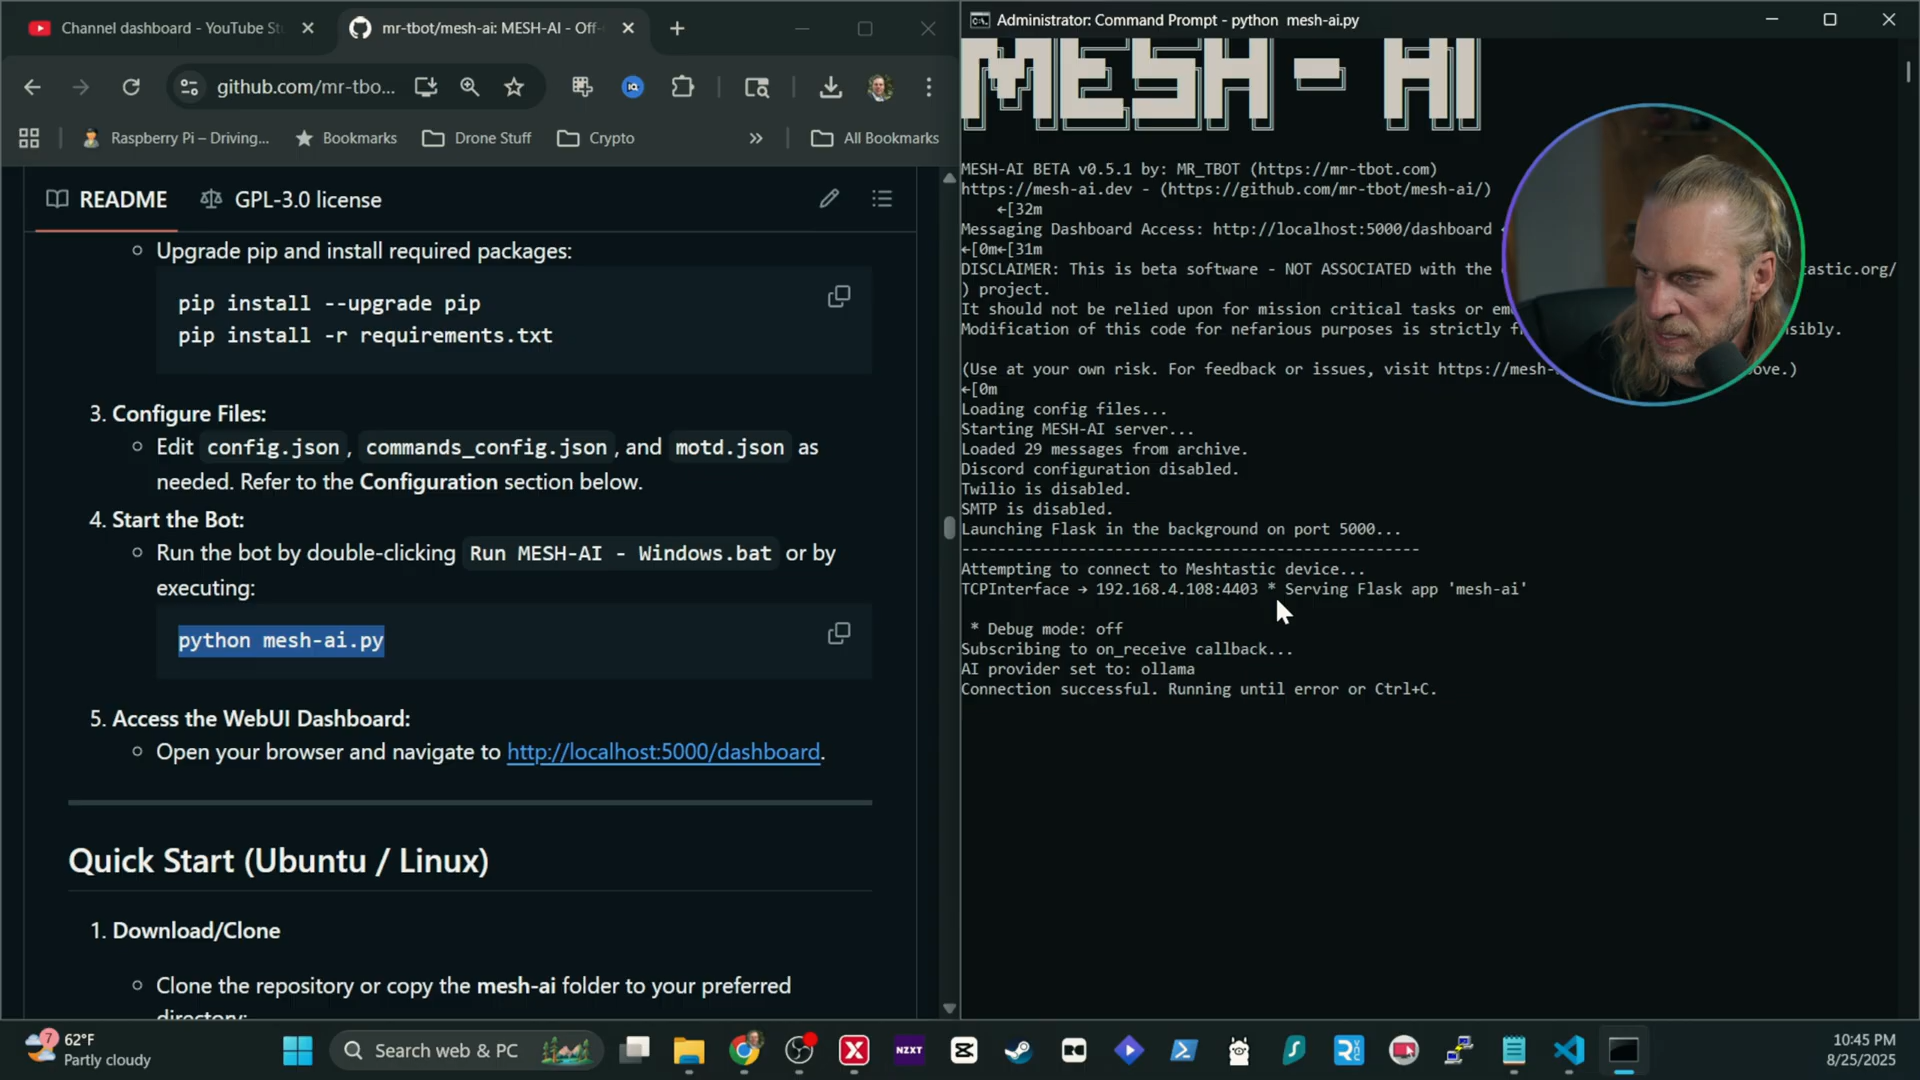 Channel dashboard - YouTube St
mr-tbot/mesh-ai: MESH-AI - Off-
github.com/mr-tbo...
Raspberry Pi – Driving...
Bookmarks
Drone Stuff
Crypto
»
All Bookmarks
README
GPL-3.0 license
Upgrade pip and install required packages:
pip install --upgrade pip
pip install -r requirements.txt
3. Configure Files:
Edit config.json, commands_config.json, and motd.json as
needed. Refer to the Configuration section below.
4. Start the Bot:
Run the bot by double-clicking Run MESH-AI - Windows.bat or by
executing:
python mesh-ai.py
5. Access the WebUI Dashboard:
Open your browser and navigate to http://localhost:5000/dashboard.
Quick Start (Ubuntu / Linux)
1. Download/Clone
Clone the repository or copy the mesh-ai folder to your preferred
directory:
Administrator: Command Prompt - python mesh-ai.py
MESH - AI
MESH-AI BETA v0.5.1 by: MR_TBOT (https://mr-tbot.com)
https://mesh-ai.dev - (https://github.com/mr-tbot/mesh-ai/)
←[32m
Messaging Dashboard Access: http://localhost:5000/dashboard
←[0m←[31m
DISCLAIMER: This is beta software - NOT ASSOCIATED with the tastic.org/
) project.
It should not be relied upon for mission critical tasks or em
Modification of this code for nefarious purposes is strictly f sibly.
(Use at your own risk. For feedback or issues, visit https://mesh- ove.)
←[0m
Loading config files...
Starting MESH-AI server...
Loaded 29 messages from archive.
Discord configuration disabled.
Twilio is disabled.
SMTP is disabled.
Launching Flask in the background on port 5000...
---------------------------------------------------
Attempting to connect to Meshtastic device...
TCPInterface → 192.168.4.108:4403 * Serving Flask app 'mesh-ai'
* Debug mode: off
Subscribing to on_receive callback...
AI provider set to: ollama
Connection successful. Running until error or Ctrl+C.
7
62°F
Partly cloudy
Search web & PC
NZXT
10:45 PM
8/25/2025